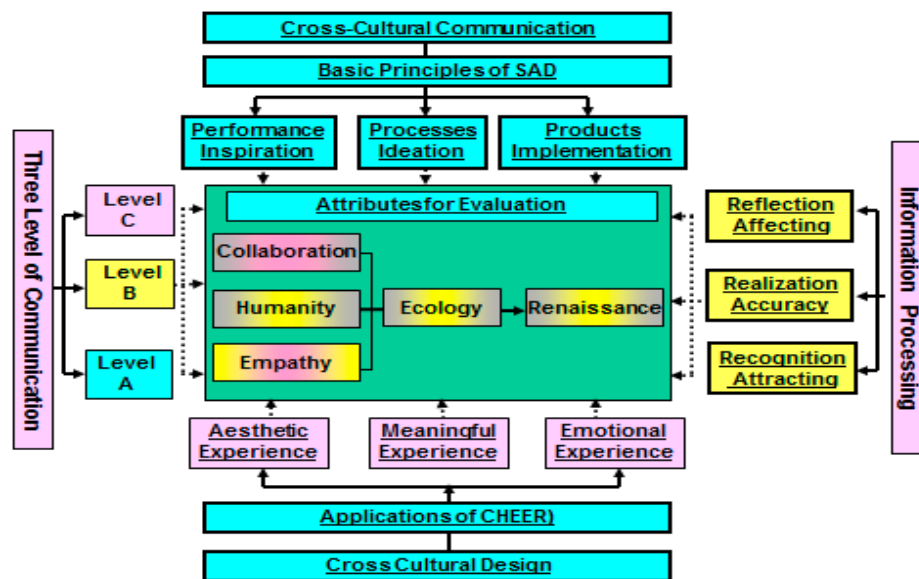 Cross-Cultural Communication
Basic Principles of SAD
Performance
Inspiration
Processes
Ideation
Products
Implementation
Three Level of Communication
Level
C
Level
B
Level
A
Attributes for Evaluation
Collaboration
Humanity
Empathy
Ecology
Renaissance
Reflection
Affecting
Realization
Accuracy
Recognition
Attracting
Information Processing
Aesthetic
Experience
Meaningful
Experience
Emotional
Experience
Applications of CHEER)
Cross Cultural Design